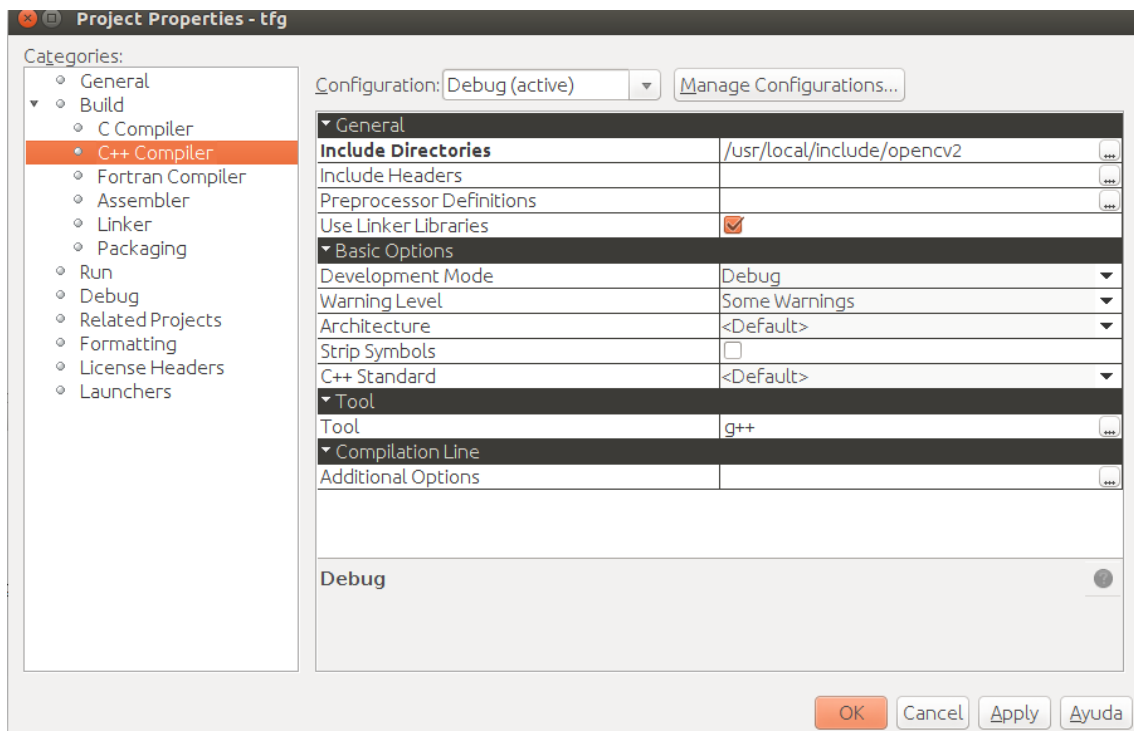 Project Properties - tfg
Categories:
General
Build
C Compiler
C++ Compiler
Fortran Compiler
Assembler
Linker
Packaging
Run
Debug
Related Projects
Formatting
License Headers
Launchers
Configuration: Debug (active) Manage Configurations...
General
Include Directories /usr/local/include/opencv2 ...
Include Headers ...
Preprocessor Definitions ...
Use Linker Libraries
Basic Options
Development Mode Debug
Warning Level Some Warnings
Architecture <Default>
Strip Symbols
C++ Standard <Default>
Tool
Tool g++ ...
Compilation Line
Additional Options ...
Debug ?
OK Cancel Apply Ayuda